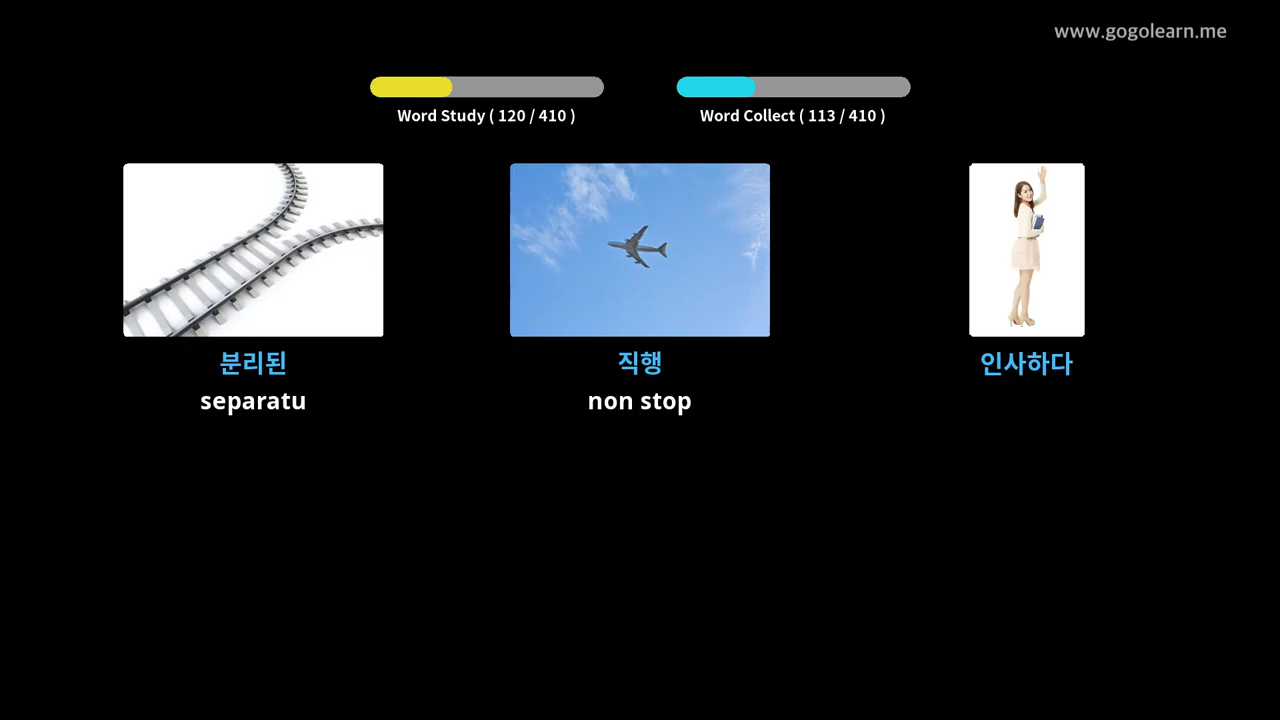 www.gogolearn.me
Word Study ( 120 / 410 )
Word Collect ( 113 / 410 )
분리된
separatu
직행
non stop
인사하다